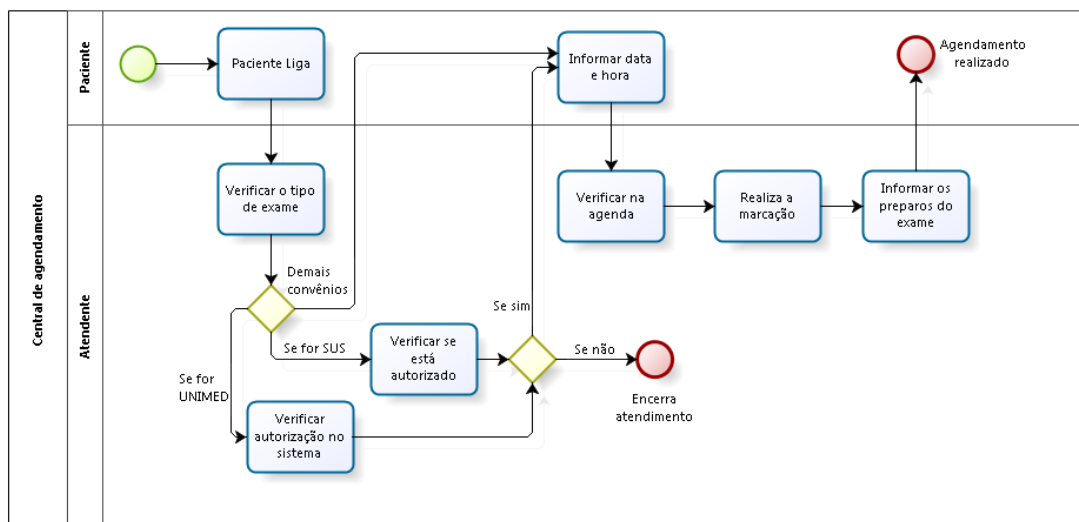 Central de agendamento
Paciente
Paciente Liga
Informar data
e hora
Agendamento
realizado
Atendente
Verificar o tipo
de exame
Verificar na
agenda
Realiza a
marcação
Informar os
preparos do
exame
Demais
convênios
Se for SUS
Verificar se
está
autorizado
Se sim
Se não
Encerra
atendimento
Se for
UNIMED
Verificar
autorização no
sistema